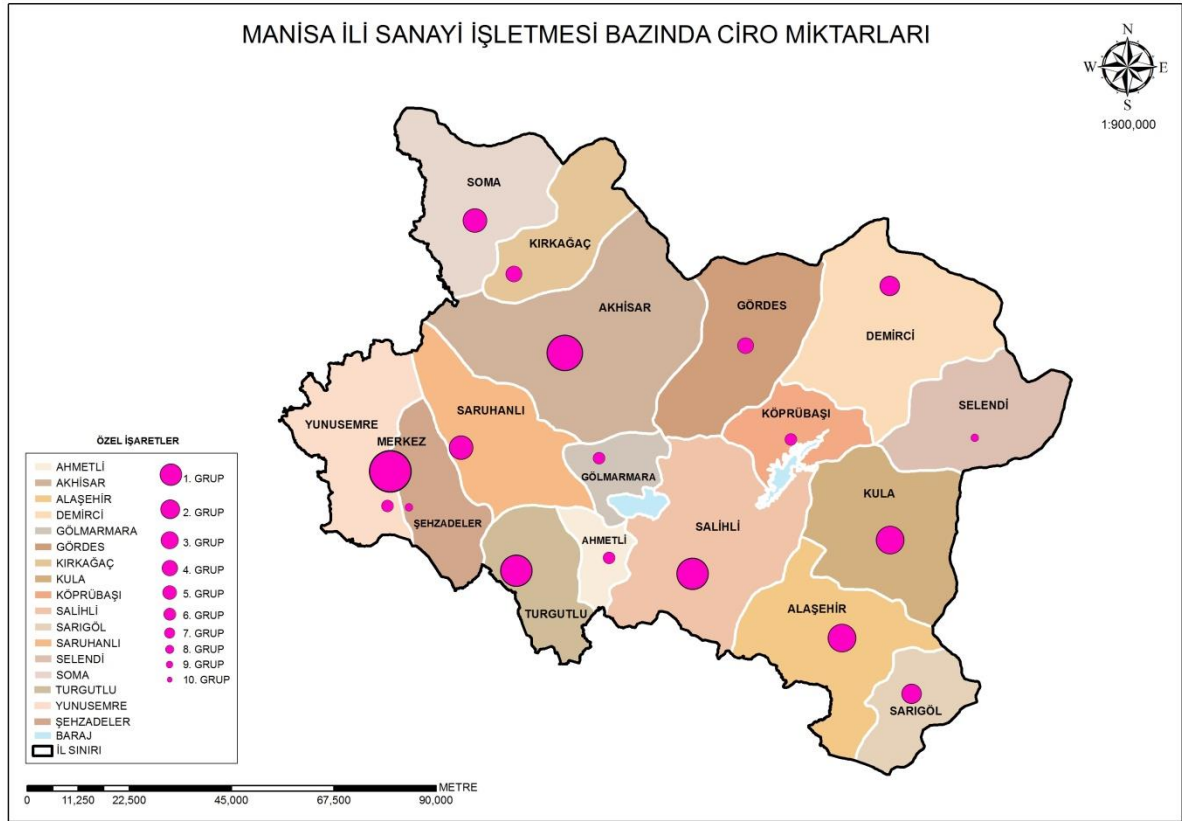 MANİSA İLİ SANAYİ İŞLETMESİ BAZINDA CİRO MİKTARLARI
N
W E
S
1:900,000
SOMA
KIRKAĞAÇ
AKHİSAR
GÖRDES
DEMİRCİ
SELENDİ
KÖPRÜBAŞI
SARUHANLI
YUNUSEMRE
MERKEZ
GÖLMARMARA
ŞEHZADELER
KULA
SALİHLİ
AHMETLİ
TURGUTLU
ALAŞEHİR
SARIGÖL
ÖZEL İŞARETLER
AHMETLİ
AKHİSAR
ALAŞEHİR
DEMİRCİ
GÖLMARMARA
GÖRDES
KIRKAĞAÇ
KULA
KÖPRÜBAŞI
SALİHLİ
SARIGÖL
SARUHANLI
SELENDİ
SOMA
TURGUTLU
YUNUSEMRE
ŞEHZADELER
BARAJ
İL SINIRI
1. GRUP
2. GRUP
3. GRUP
4. GRUP
5. GRUP
6. GRUP
7. GRUP
8. GRUP
9. GRUP
10. GRUP
METRE
0 11,250 22,500 45,000 67,500 90,000